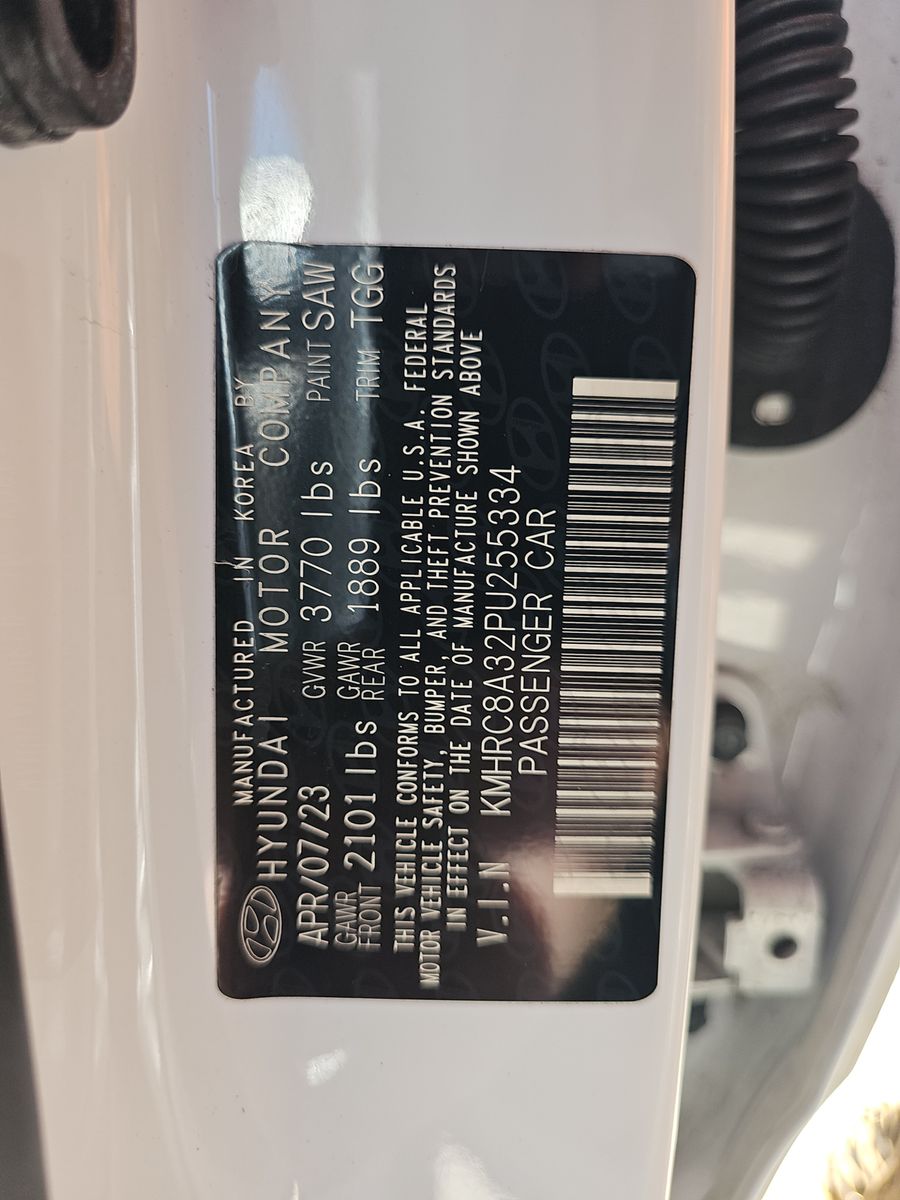 MANUFACTURED IN KOREA BY
HYUNDAI MOTOR COMPANY
APR/07/23 GVWR 3770 lbs PAINT SAW
GAWR FRONT 2101 lbs GAWR REAR 1889 lbs TRIM TGG
THIS VEHICLE CONFORMS TO ALL APPLICABLE U.S.A. FEDERAL
MOTOR VEHICLE SAFETY, BUMPER, AND THEFT PREVENTION STANDARDS
IN EFFECT ON THE DATE OF MANUFACTURE SHOWN ABOVE
V.I.N KMHRC8A32PU255334
PASSENGER CAR